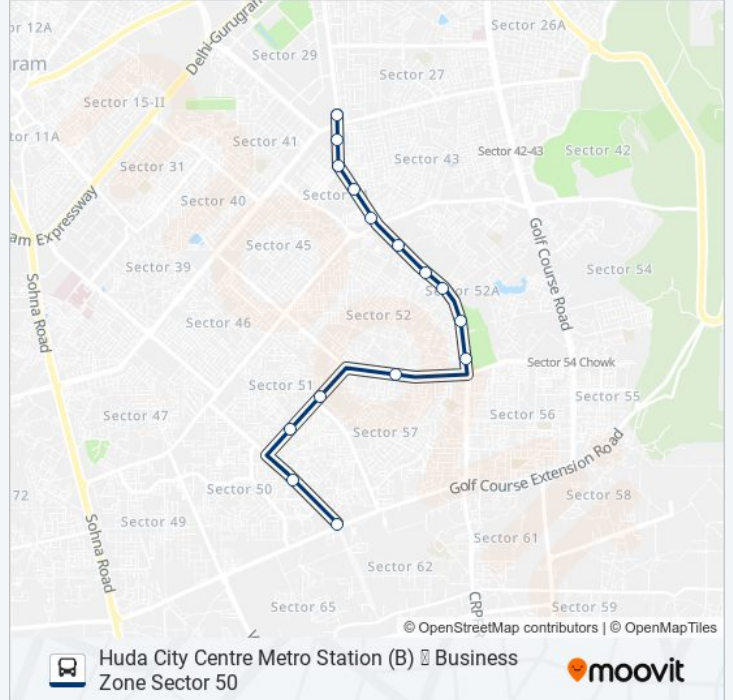 or 12A
Sector 26A
Delhi-Gurugram
Sector 29
ram
Sector 27
Sector 15-II
tor 11A
Sector 41
Sector 42-43
Sector 42
Sector 43
Sector 31
Sector
Sector 40
am Expressway
Sector 45
Golf Course Road
Sector 39
Sector 54
Sohna Road
Sector 52A
Sector 52
Sector 46
Sector 54 Chowk
Sector 51
Sector 55
Sector 47
Sector 56
Sector 57
Golf Course Extension Road
Sector 50
72
Sector 58
Sector 49
Sohna Road
Sector 61
Sector 62
CRP
Sector 65
Sector 59
© OpenStreetMap contributors | © OpenMapTiles
Huda City Centre Metro Station (B) Business
Zone Sector 50
moovit